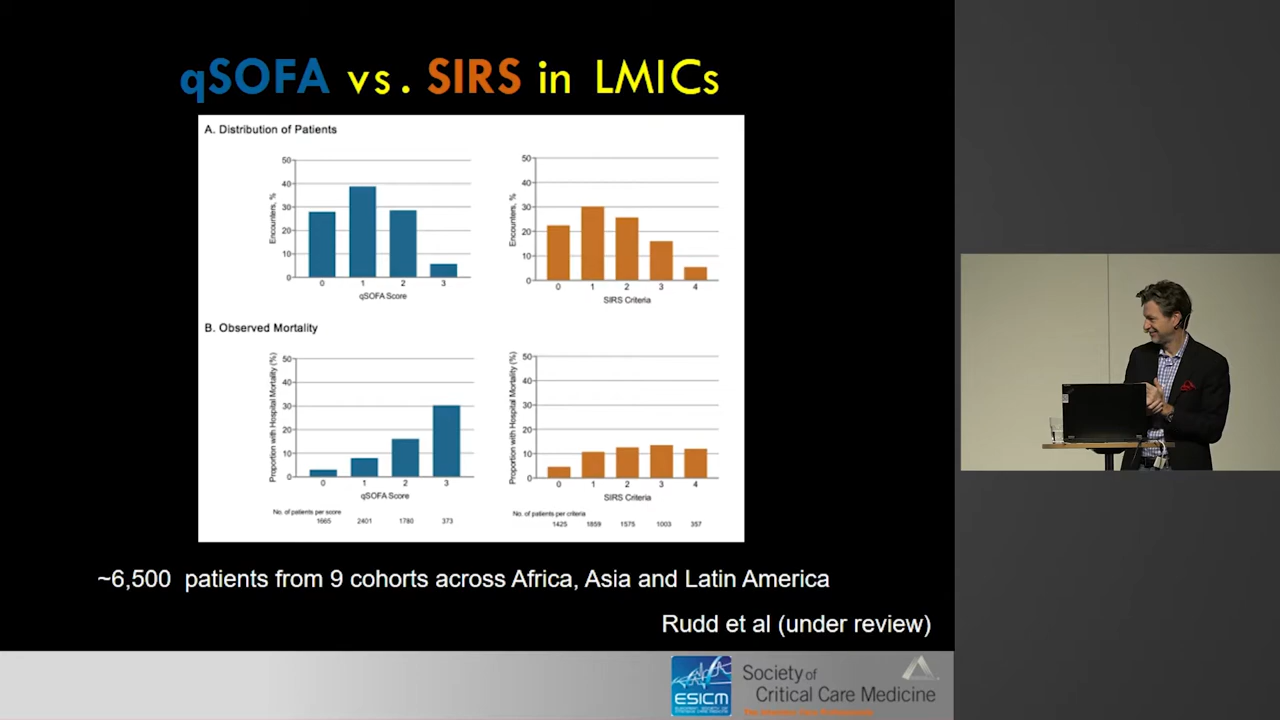 qSOFA vs. SIRS in LMICs
A. Distribution of Patients
Encounters, %
50
40
30
20
10
0
0 1 2 3
qSOFA Score
Encounters, %
50
40
30
20
10
0
0 1 2 3 4
SIRS Criteria
B. Observed Mortality
Proportion with Hospital Mortality (%)
50
40
30
20
10
0
0 1 2 3
qSOFA Score
No. of patients per score
1665 2401 1780 373
Proportion with Hospital Mortality (%)
50
40
30
20
10
0
0 1 2 3 4
SIRS Criteria
No. of patients per criteria
1425 1859 1575 1003 357
~6,500 patients from 9 cohorts across Africa, Asia and Latin America
Rudd et al (under review)
ESICM
Society of
Critical Care Medicine